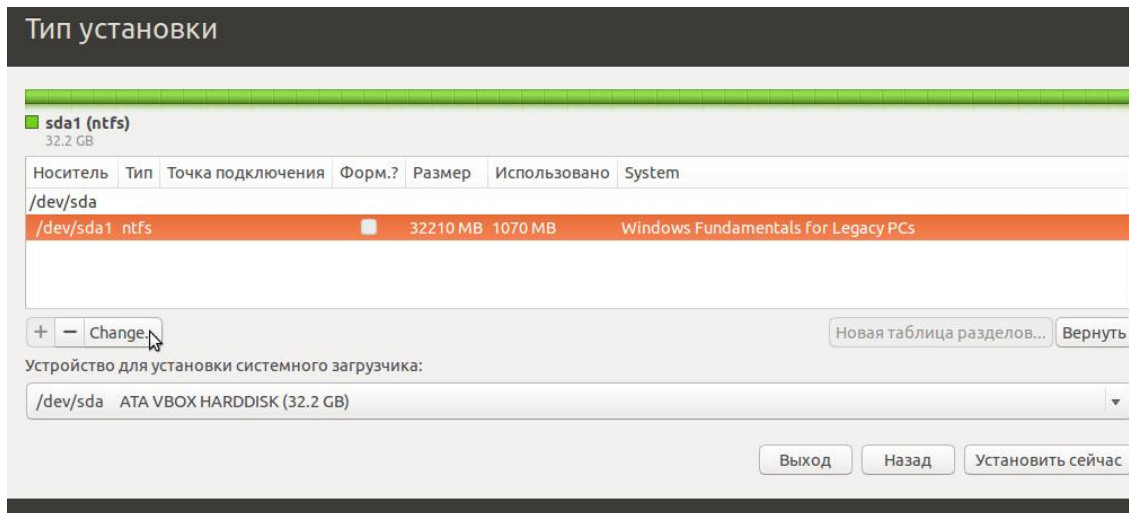 Тип установки
sda1 (ntfs)
32.2 GB
Носитель Тип Точка подключения Форм.? Размер Использовано System
/dev/sda
/dev/sda1 ntfs 32210 MB 1070 MB Windows Fundamentals for Legacy PCs
+ − Change. Новая таблица разделов... Вернуть
Устройство для установки системного загрузчика:
/dev/sda ATA VBOX HARDDISK (32.2 GB)
Выход Назад Установить сейчас